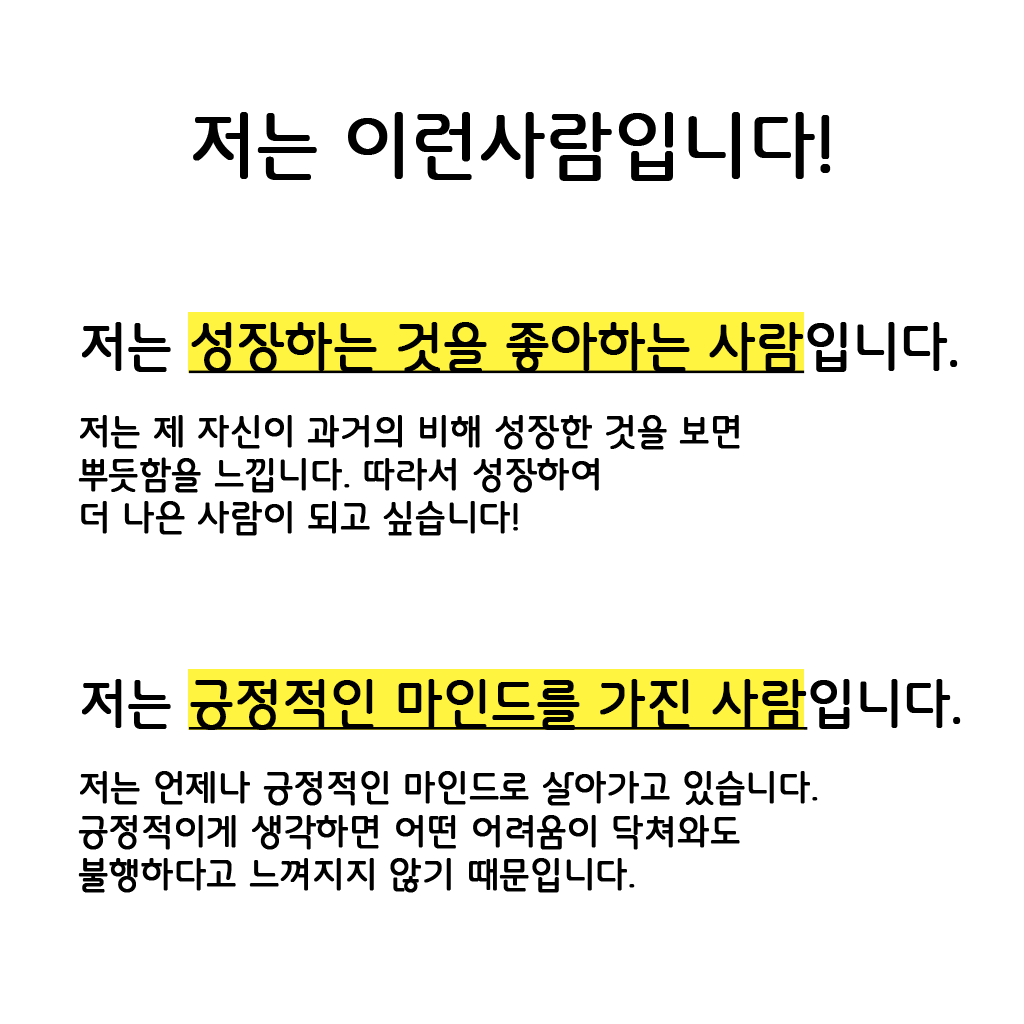 저는 이런사람입니다!
저는 성장하는 것을 좋아하는 사람입니다.
저는 제 자신이 과거의 비해 성장한 것을 보면
뿌듯함을 느낍니다. 따라서 성장하여
더 나은 사람이 되고 싶습니다!
저는 긍정적인 마인드를 가진 사람입니다.
저는 언제나 긍정적인 마인드로 살아가고 있습니다.
긍정적이게 생각하면 어떤 어려움이 닥쳐와도
불행하다고 느껴지지 않기 때문입니다.